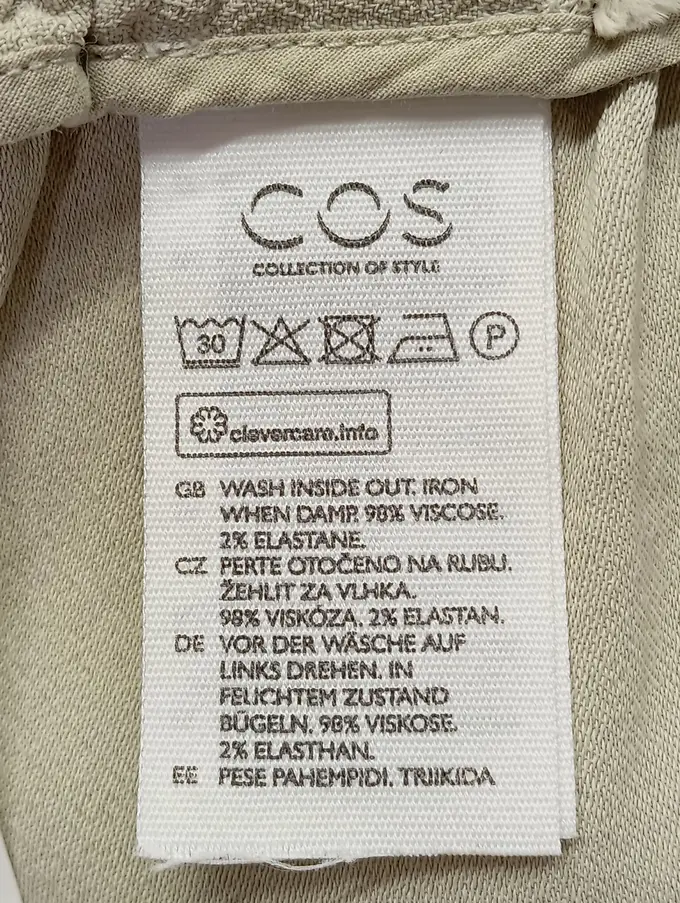 COS
COLLECTION OF STYLE
30
P
clevercare.info
GB WASH INSIDE OUT. IRON
WHEN DAMP. 98% VISCOSE.
2% ELASTANE.
CZ PERTE OTOČENO NA RUBU.
ŽEHLIT ZA VLHKA.
98% VISKÓZA. 2% ELASTAN.
DE VOR DER WÄSCHE AUF
LINKS DREHEN. IN
FEUCHTEM ZUSTAND
BÜGELN. 98% VISKOSE.
2% ELASTHAN.
EE PESE PAHEMPIDI. TRIIKIDA